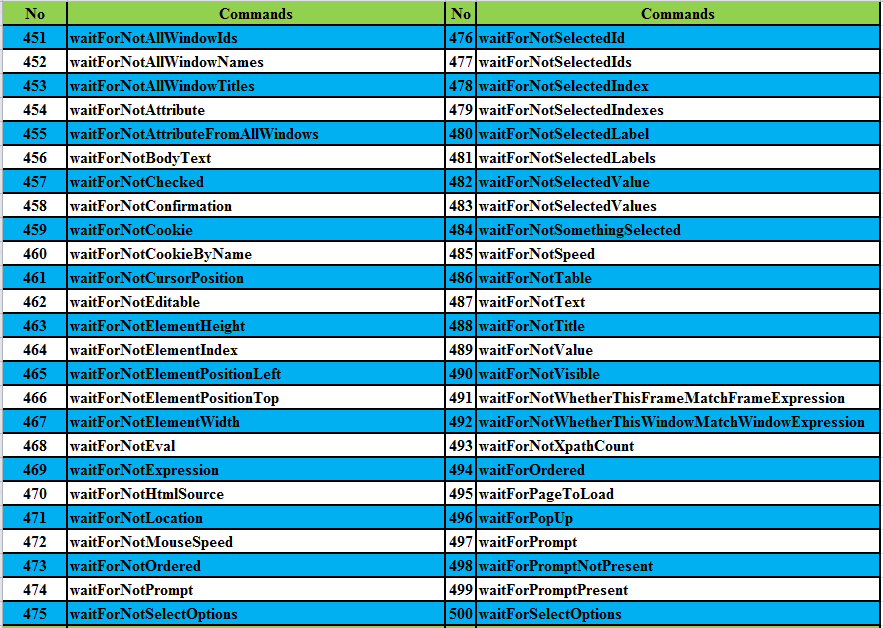 No Commands No Commands
451 waitForNotAllWindowIds 476 waitForNotSelectedId
452 waitForNotAllWindowNames 477 waitForNotSelectedIds
453 waitForNotAllWindowTitles 478 waitForNotSelectedIndex
454 waitForNotAttribute 479 waitForNotSelectedIndexes
455 waitForNotAttributeFromAllWindows 480 waitForNotSelectedLabel
456 waitForNotBodyText 481 waitForNotSelectedLabels
457 waitForNotChecked 482 waitForNotSelectedValue
458 waitForNotConfirmation 483 waitForNotSelectedValues
459 waitForNotCookie 484 waitForNotSomethingSelected
460 waitForNotCookieByName 485 waitForNotSpeed
461 waitForNotCursorPosition 486 waitForNotTable
462 waitForNotEditable 487 waitForNotText
463 waitForNotElementHeight 488 waitForNotTitle
464 waitForNotElementIndex 489 waitForNotValue
465 waitForNotElementPositionLeft 490 waitForNotVisible
466 waitForNotElementPositionTop 491 waitForNotWhetherThisFrameMatchFrameExpression
467 waitForNotElementWidth 492 waitForNotWhetherThisWindowMatchWindowExpression
468 waitForNotEval 493 waitForNotXpathCount
469 waitForNotExpression 494 waitForOrdered
470 waitForNotHtmlSource 495 waitForPageToLoad
471 waitForNotLocation 496 waitForPopUp
472 waitForNotMouseSpeed 497 waitForPrompt
473 waitForNotOrdered 498 waitForPromptNotPresent
474 waitForNotPrompt 499 waitForPromptPresent
475 waitForNotSelectOptions 500 waitForSelectOptions